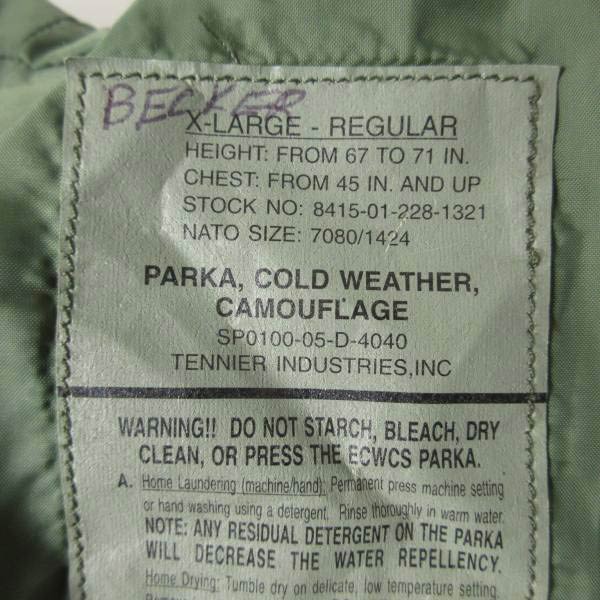 BECKER
X-LARGE - REGULAR
HEIGHT: FROM 67 TO 71 IN.
CHEST: FROM 45 IN. AND UP
STOCK NO: 8415-01-228-1321
NATO SIZE: 7080/1424
PARKA, COLD WEATHER,
CAMOUFLAGE
SP0100-05-D-4040
TENNIER INDUSTRIES,INC
WARNING!! DO NOT STARCH, BLEACH, DRY
CLEAN, OR PRESS THE ECWCS PARKA.
A. Home Laundering (machine/hand): Permanent press machine setting
or hand washing using a detergent. Rinse thoroughly in warm water.
NOTE: ANY RESIDUAL DETERGENT ON THE PARKA
WILL DECREASE THE WATER REPELLENCY.
Home Drying: Tumble dry on delicate, low temperature setting.